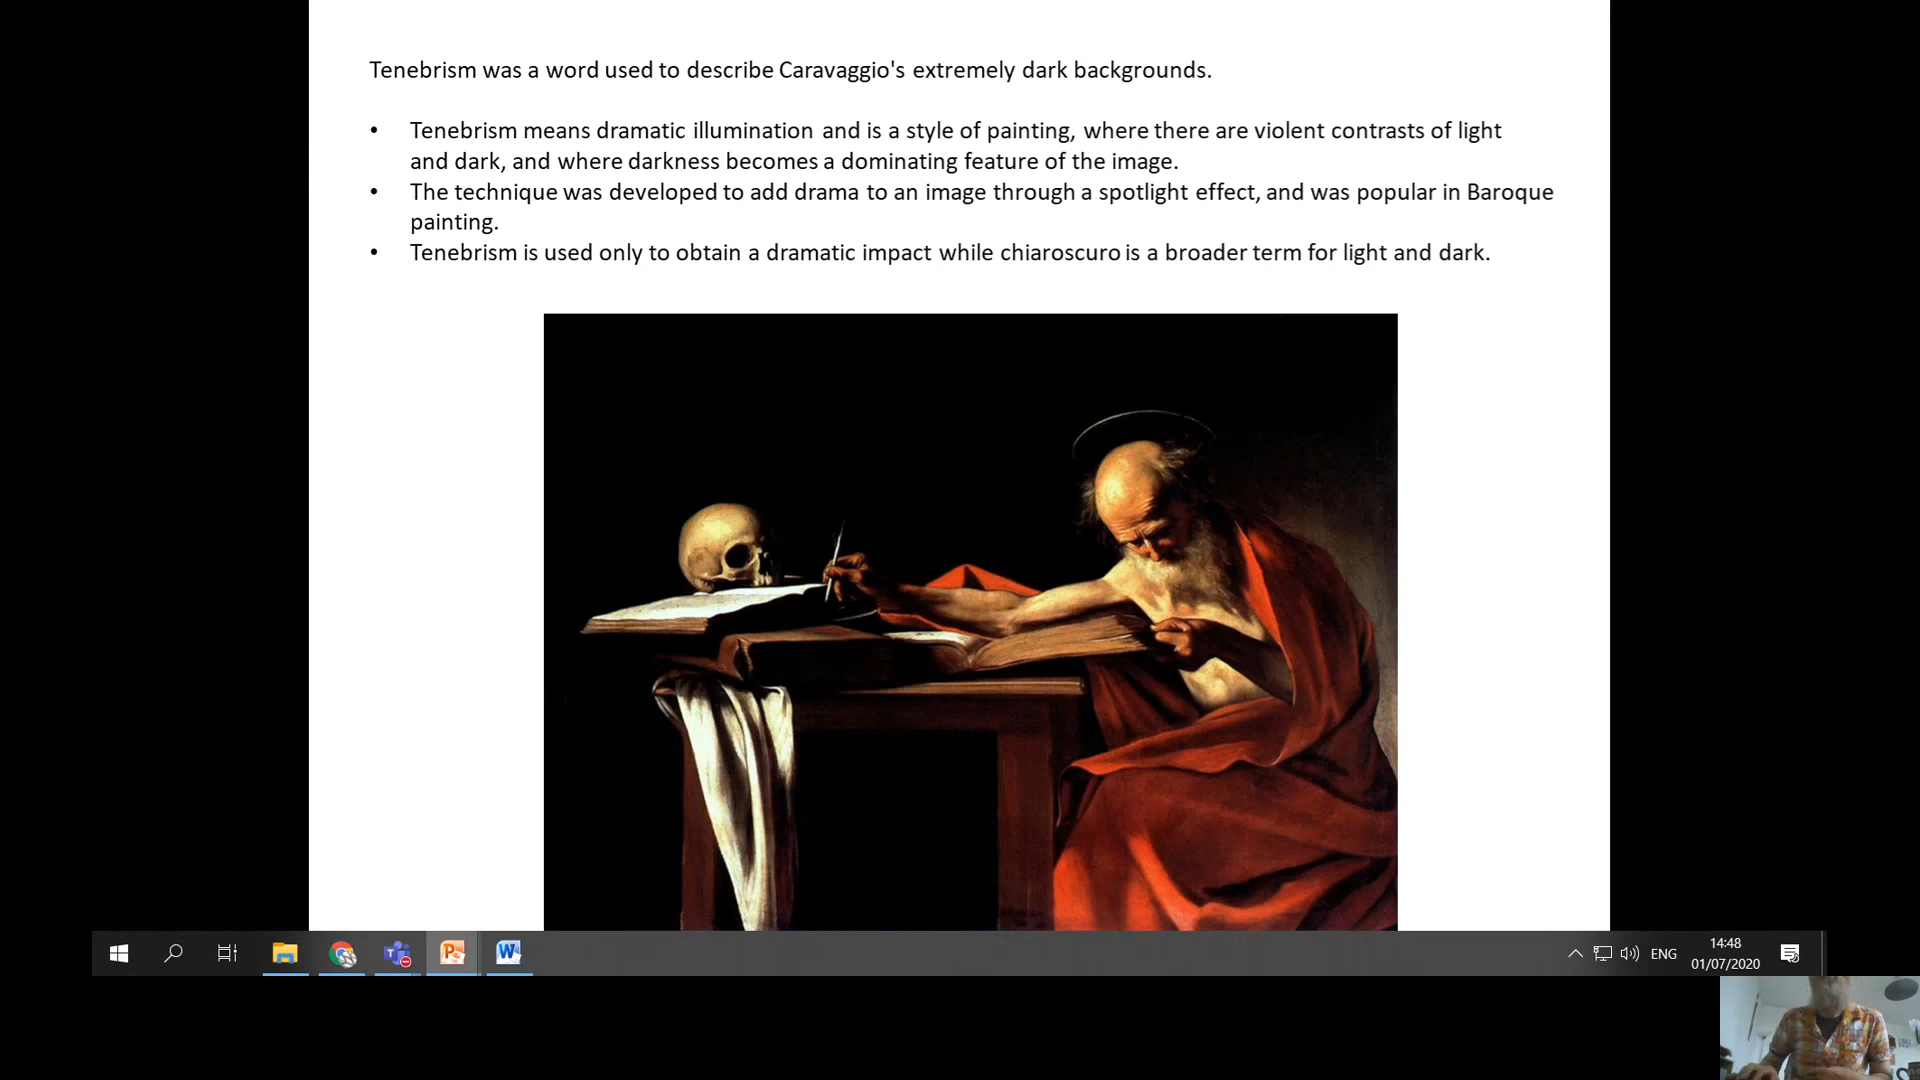 Tenebrism was a word used to describe Caravaggio's extremely dark backgrounds.
• Tenebrism means dramatic illumination and is a style of painting, where there are violent contrasts of light
and dark, and where darkness becomes a dominating feature of the image.
• The technique was developed to add drama to an image through a spotlight effect, and was popular in Baroque
painting.
• Tenebrism is used only to obtain a dramatic impact while chiaroscuro is a broader term for light and dark.
ENG
14:48
01/07/2020